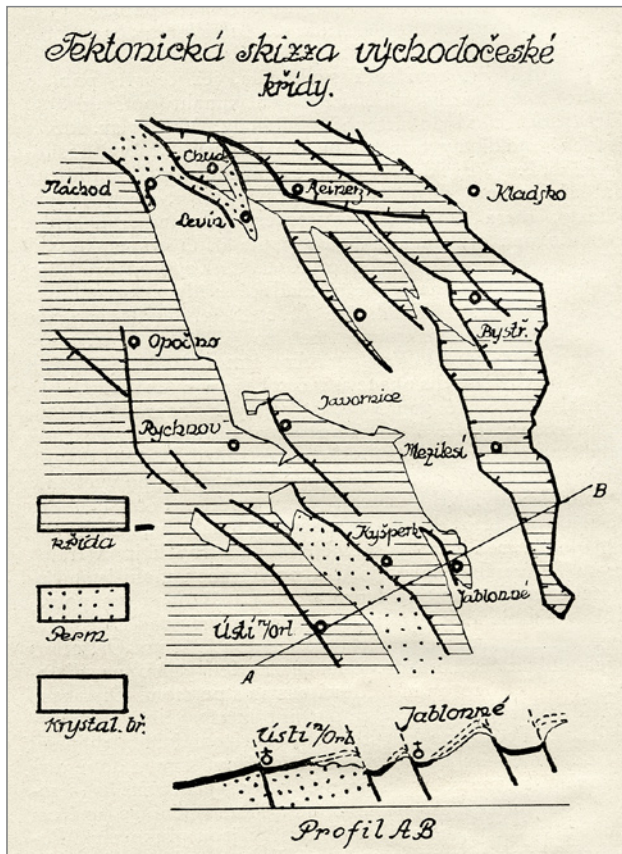 Tektonická skizza východočeské
křídy.
Chud.
Náchod
Reinerz
Kladsko
Levín
Bystř.
Opočno
Javornice
Rychnov
Mezilesí
B
křída
Kyšperk
Perm
Jablonné
Ústí n/Orl
A
Krystal. bř.
Ústí n/Orl.
Jablonné
Profil AB